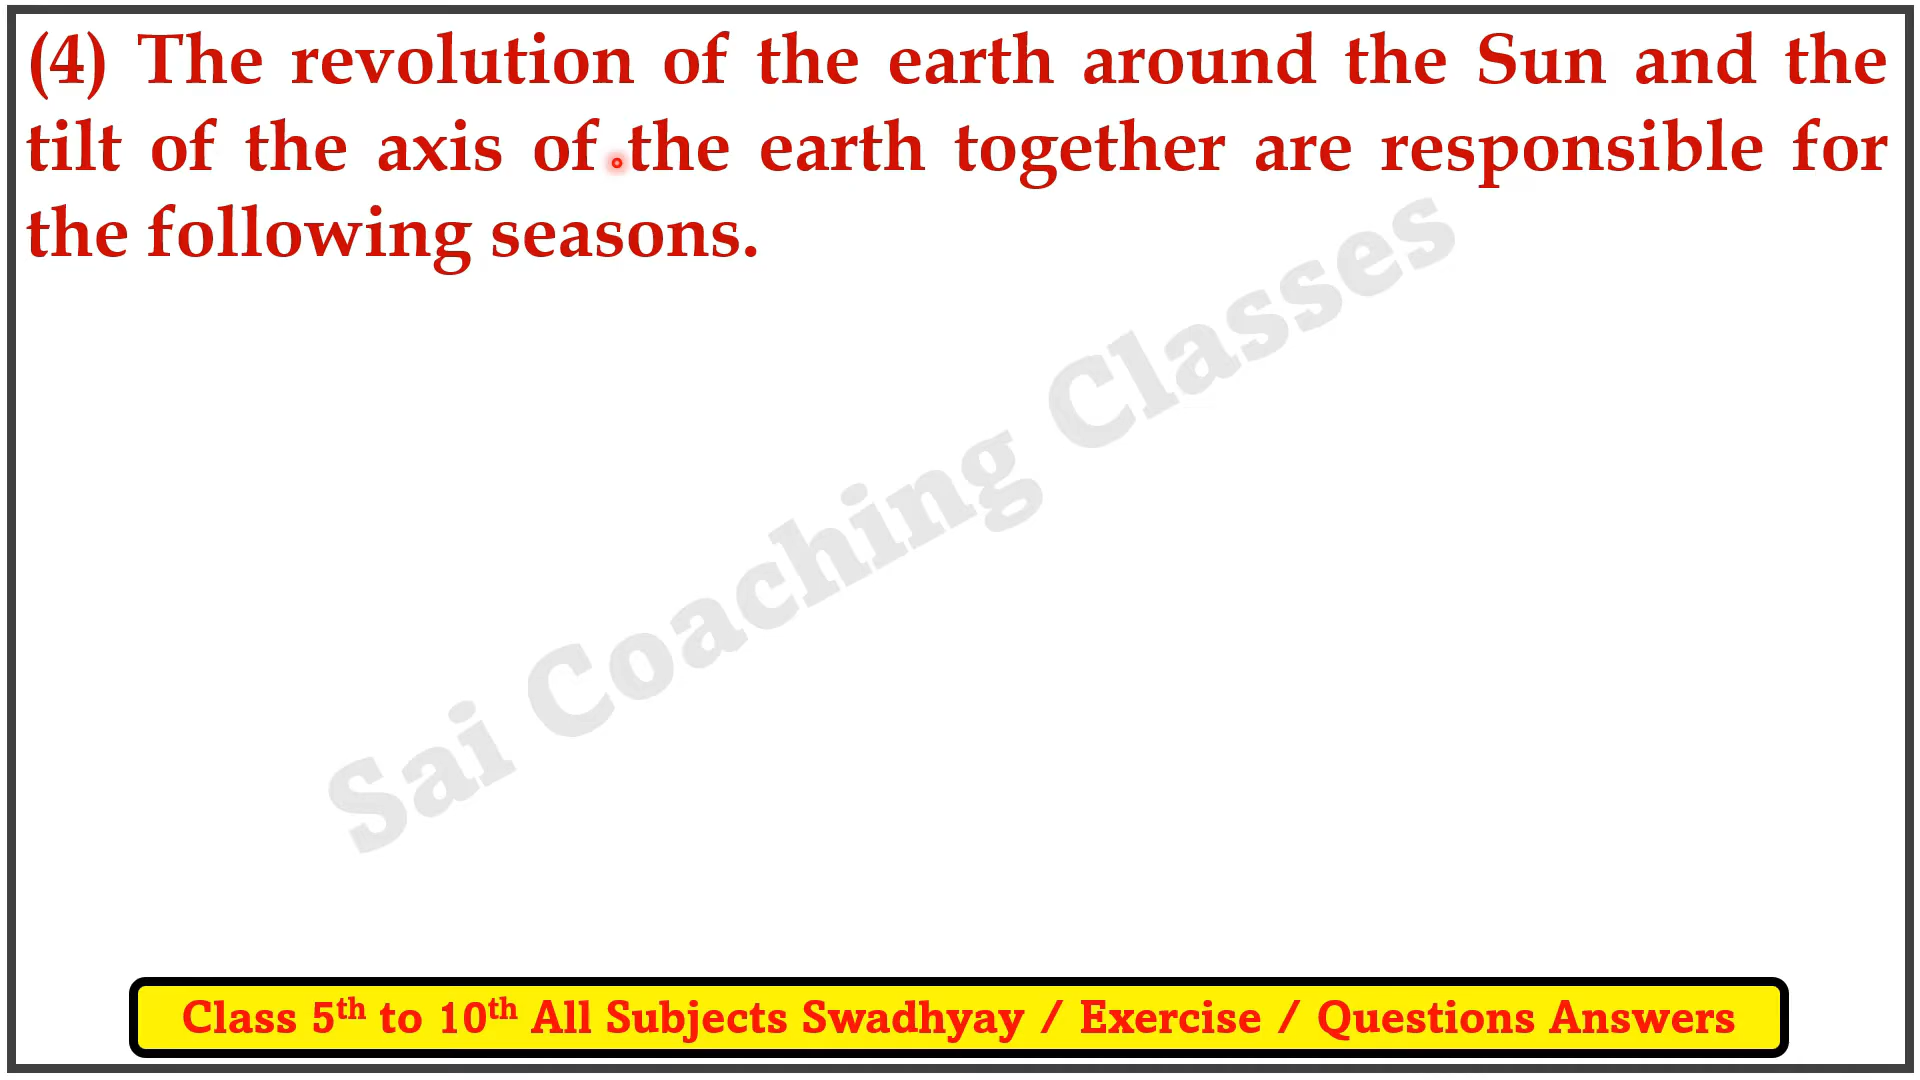 (4) The revolution of the earth around the Sun and the
tilt of the axis of the earth together are responsible for
the following seasons.
Sai Coaching Classes
Class 5th to 10th All Subjects Swadhyay / Exercise / Questions Answers